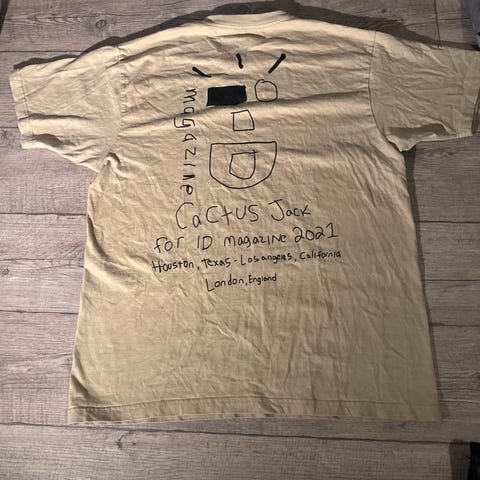 magazine
D
CaCtUS Jack
for iD magazine 2021
Houston, Texas - Los angeles, California
London, England